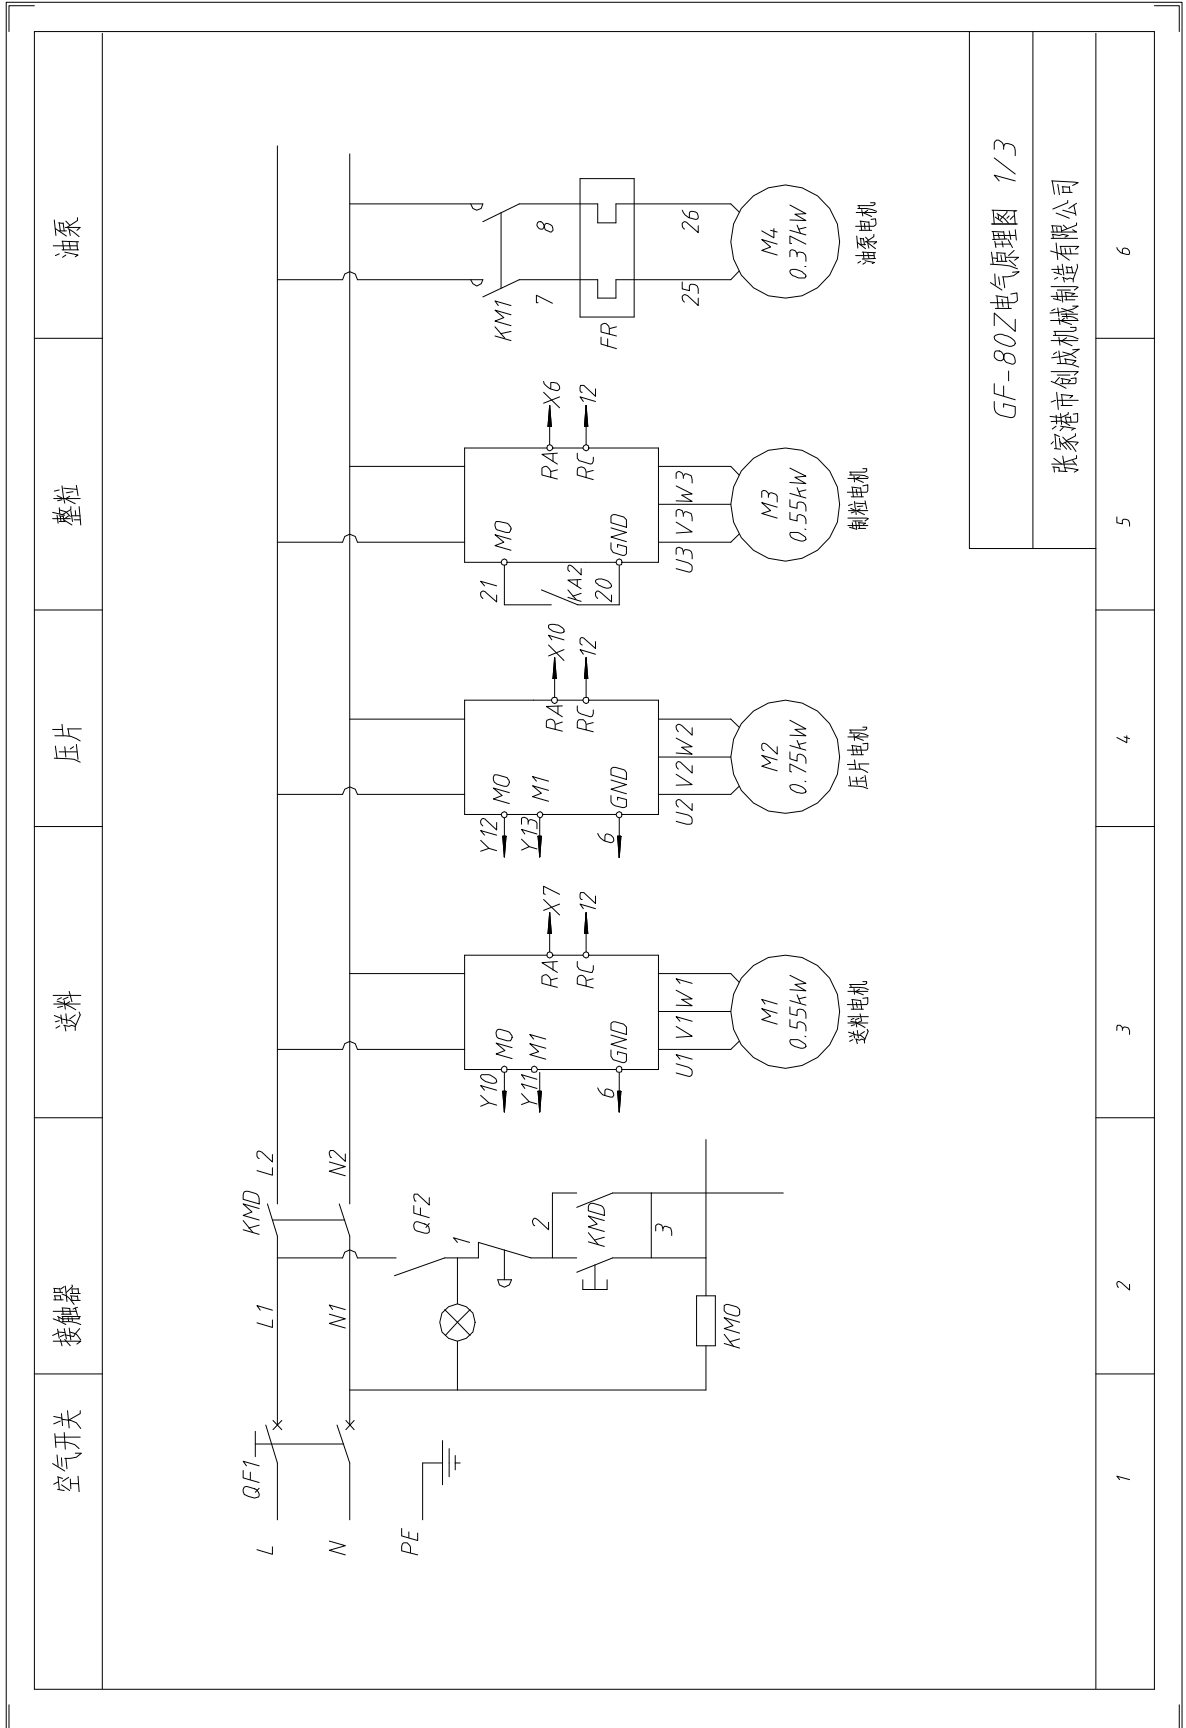 空气开关
接触器
送料
压片
整粒
油泵
QF1
KMD
L
L1
L2
N
N1
N2
PE
QF2
1
2
KMD
3
KM0
Y10
M0
Y11
M1
6
GND
RA
X7
RC
12
U1
V1
W1
M1
0.55kW
送料电机
Y12
M0
Y13
M1
6
GND
RA
X10
RC
12
U2
V2
W2
M2
0.75kW
压片电机
21
M0
KA2
20
GND
RA
X6
RC
12
U3
V3
W3
M3
0.55kW
制粒电机
KM1
7
8
FR
25
26
M4
0.37kW
油泵电机
GF-80Z电气原理图 1/3
张家港市创成机械制造有限公司
1
2
3
4
5
6